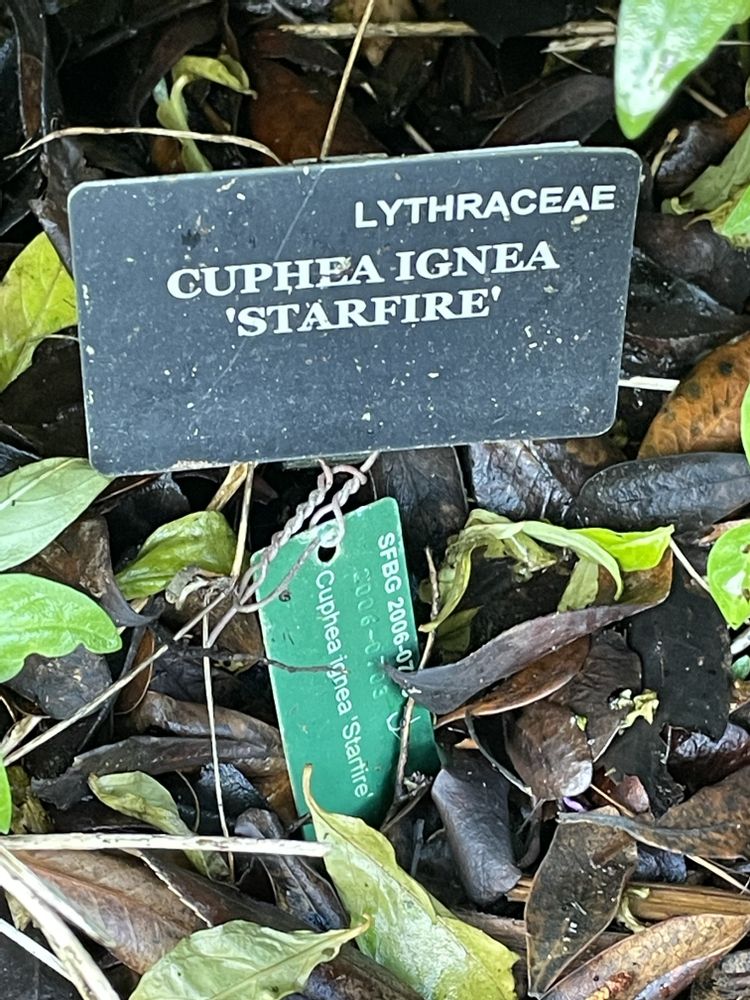 LYTHRACEAE
CUPHEA IGNEA
'STARFIRE'
SFBG 2006-07
Cuphea ignea 'Starfire'